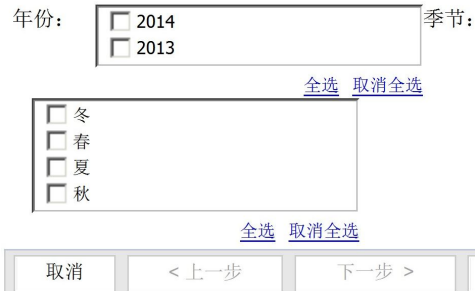 年份： 2014 季节：
2013
全选 取消全选
冬
春
夏
秋
全选 取消全选
取消 < 上一步 下一步 >